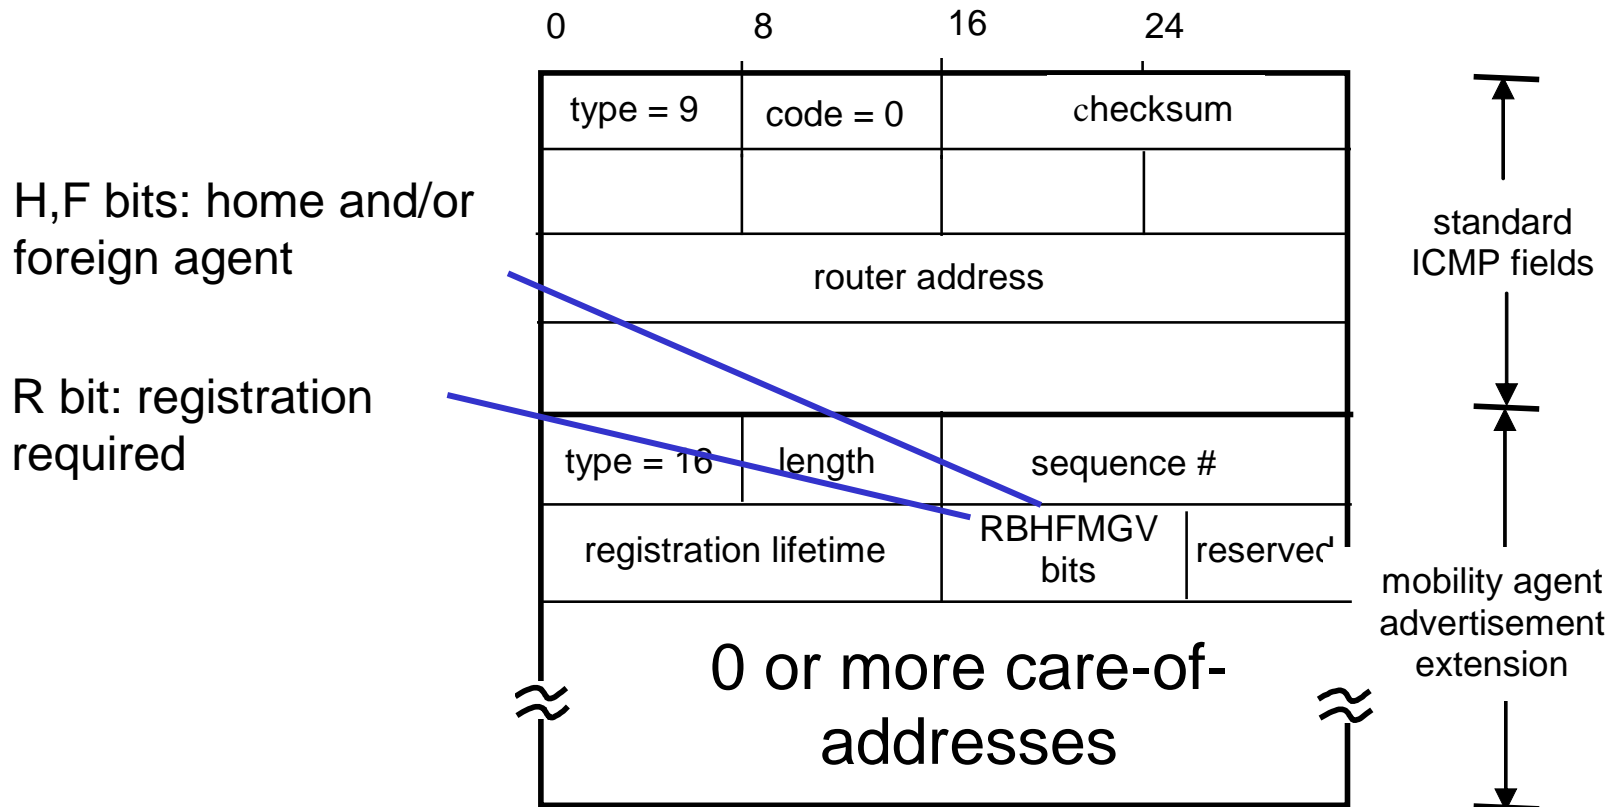 0 8 16 24
type = 9 code = 0 checksum
H,F bits: home and/or
foreign agent
standard
ICMP fields
router address
R bit: registration
required
type = 16 length sequence #
registration lifetime RBHFMGV
bits reserved
mobility agent
advertisement
extension
0 or more care-of-
addresses